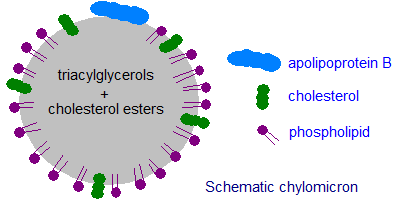 triacylglycerols
+
cholesterol esters
apolipoprotein B
cholesterol
phospholipid
Schematic chylomicron